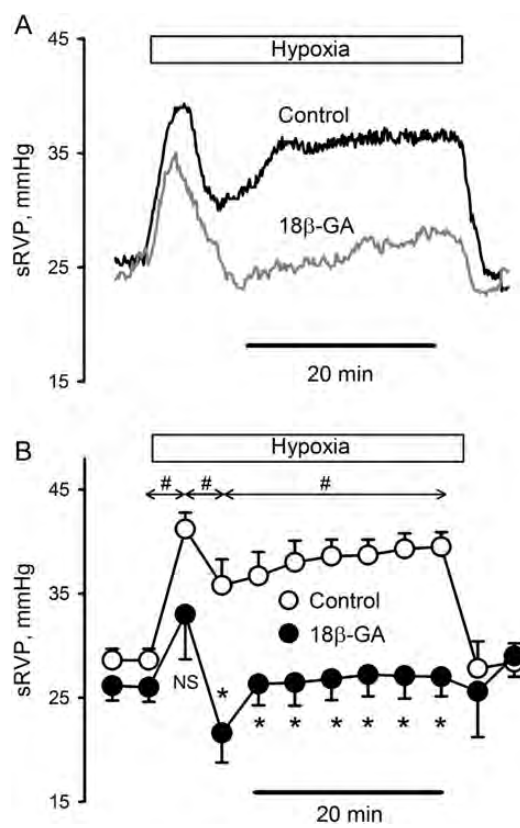 A
45
Hypoxia
Control
35
sRVP, mmHg
18β-GA
25
20 min
15
B
Hypoxia
45
# # #
35
Control
sRVP, mmHg
18β-GA
NS
*
25
* * * * * *
20 min
15